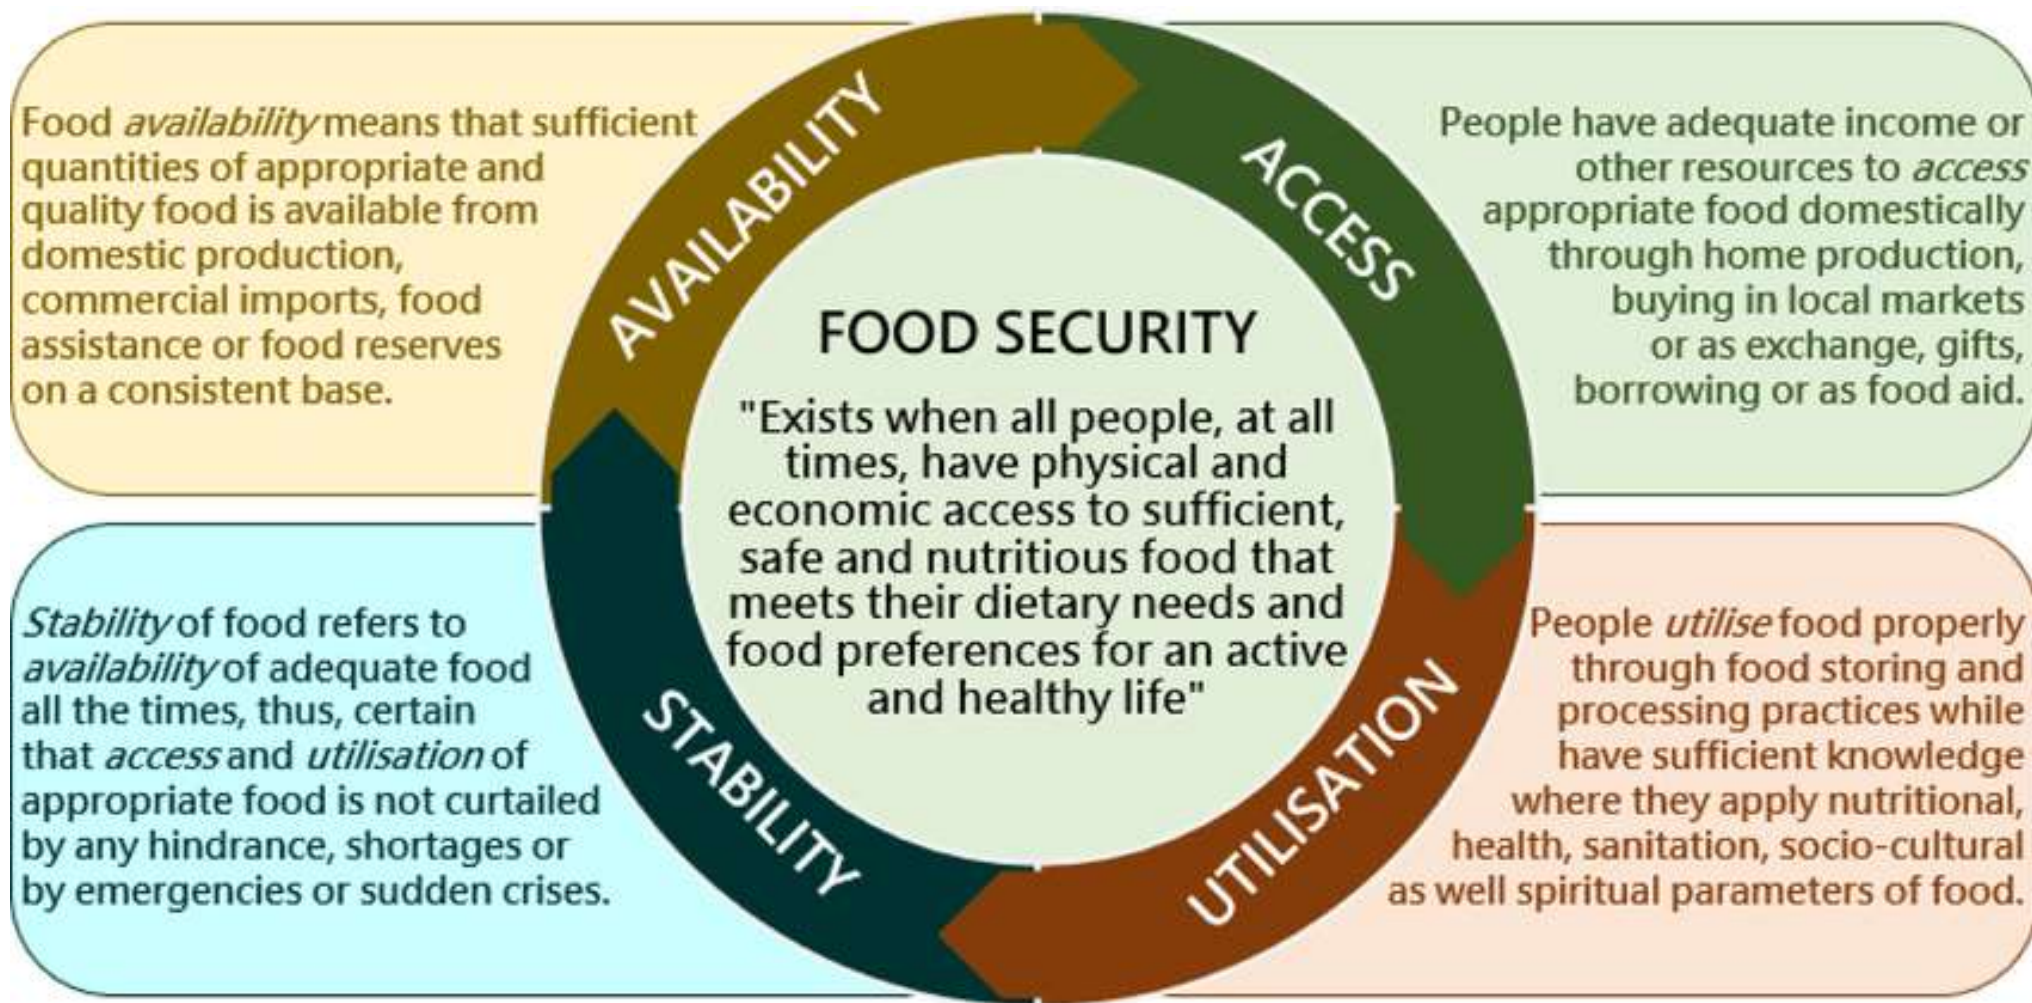 Food availability means that sufficient
quantities of appropriate and
quality food is available from
domestic production,
commercial imports, food
assistance or food reserves
on a consistent base.
AVAILABILITY
ACCESS
People have adequate income or
other resources to access
appropriate food domestically
through home production,
buying in local markets
or as exchange, gifts,
borrowing or as food aid.
FOOD SECURITY
"Exists when all people, at all
times, have physical and
economic access to sufficient,
safe and nutritious food that
meets their dietary needs and
food preferences for an active
and healthy life"
Stability of food refers to
availability of adequate food
all the times, thus, certain
that access and utilisation of
appropriate food is not curtailed
by any hindrance, shortages or
by emergencies or sudden crises.
STABILITY
UTILISATION
People utilise food properly
through food storing and
processing practices while
have sufficient knowledge
where they apply nutritional,
health, sanitation, socio-cultural
as well spiritual parameters of food.